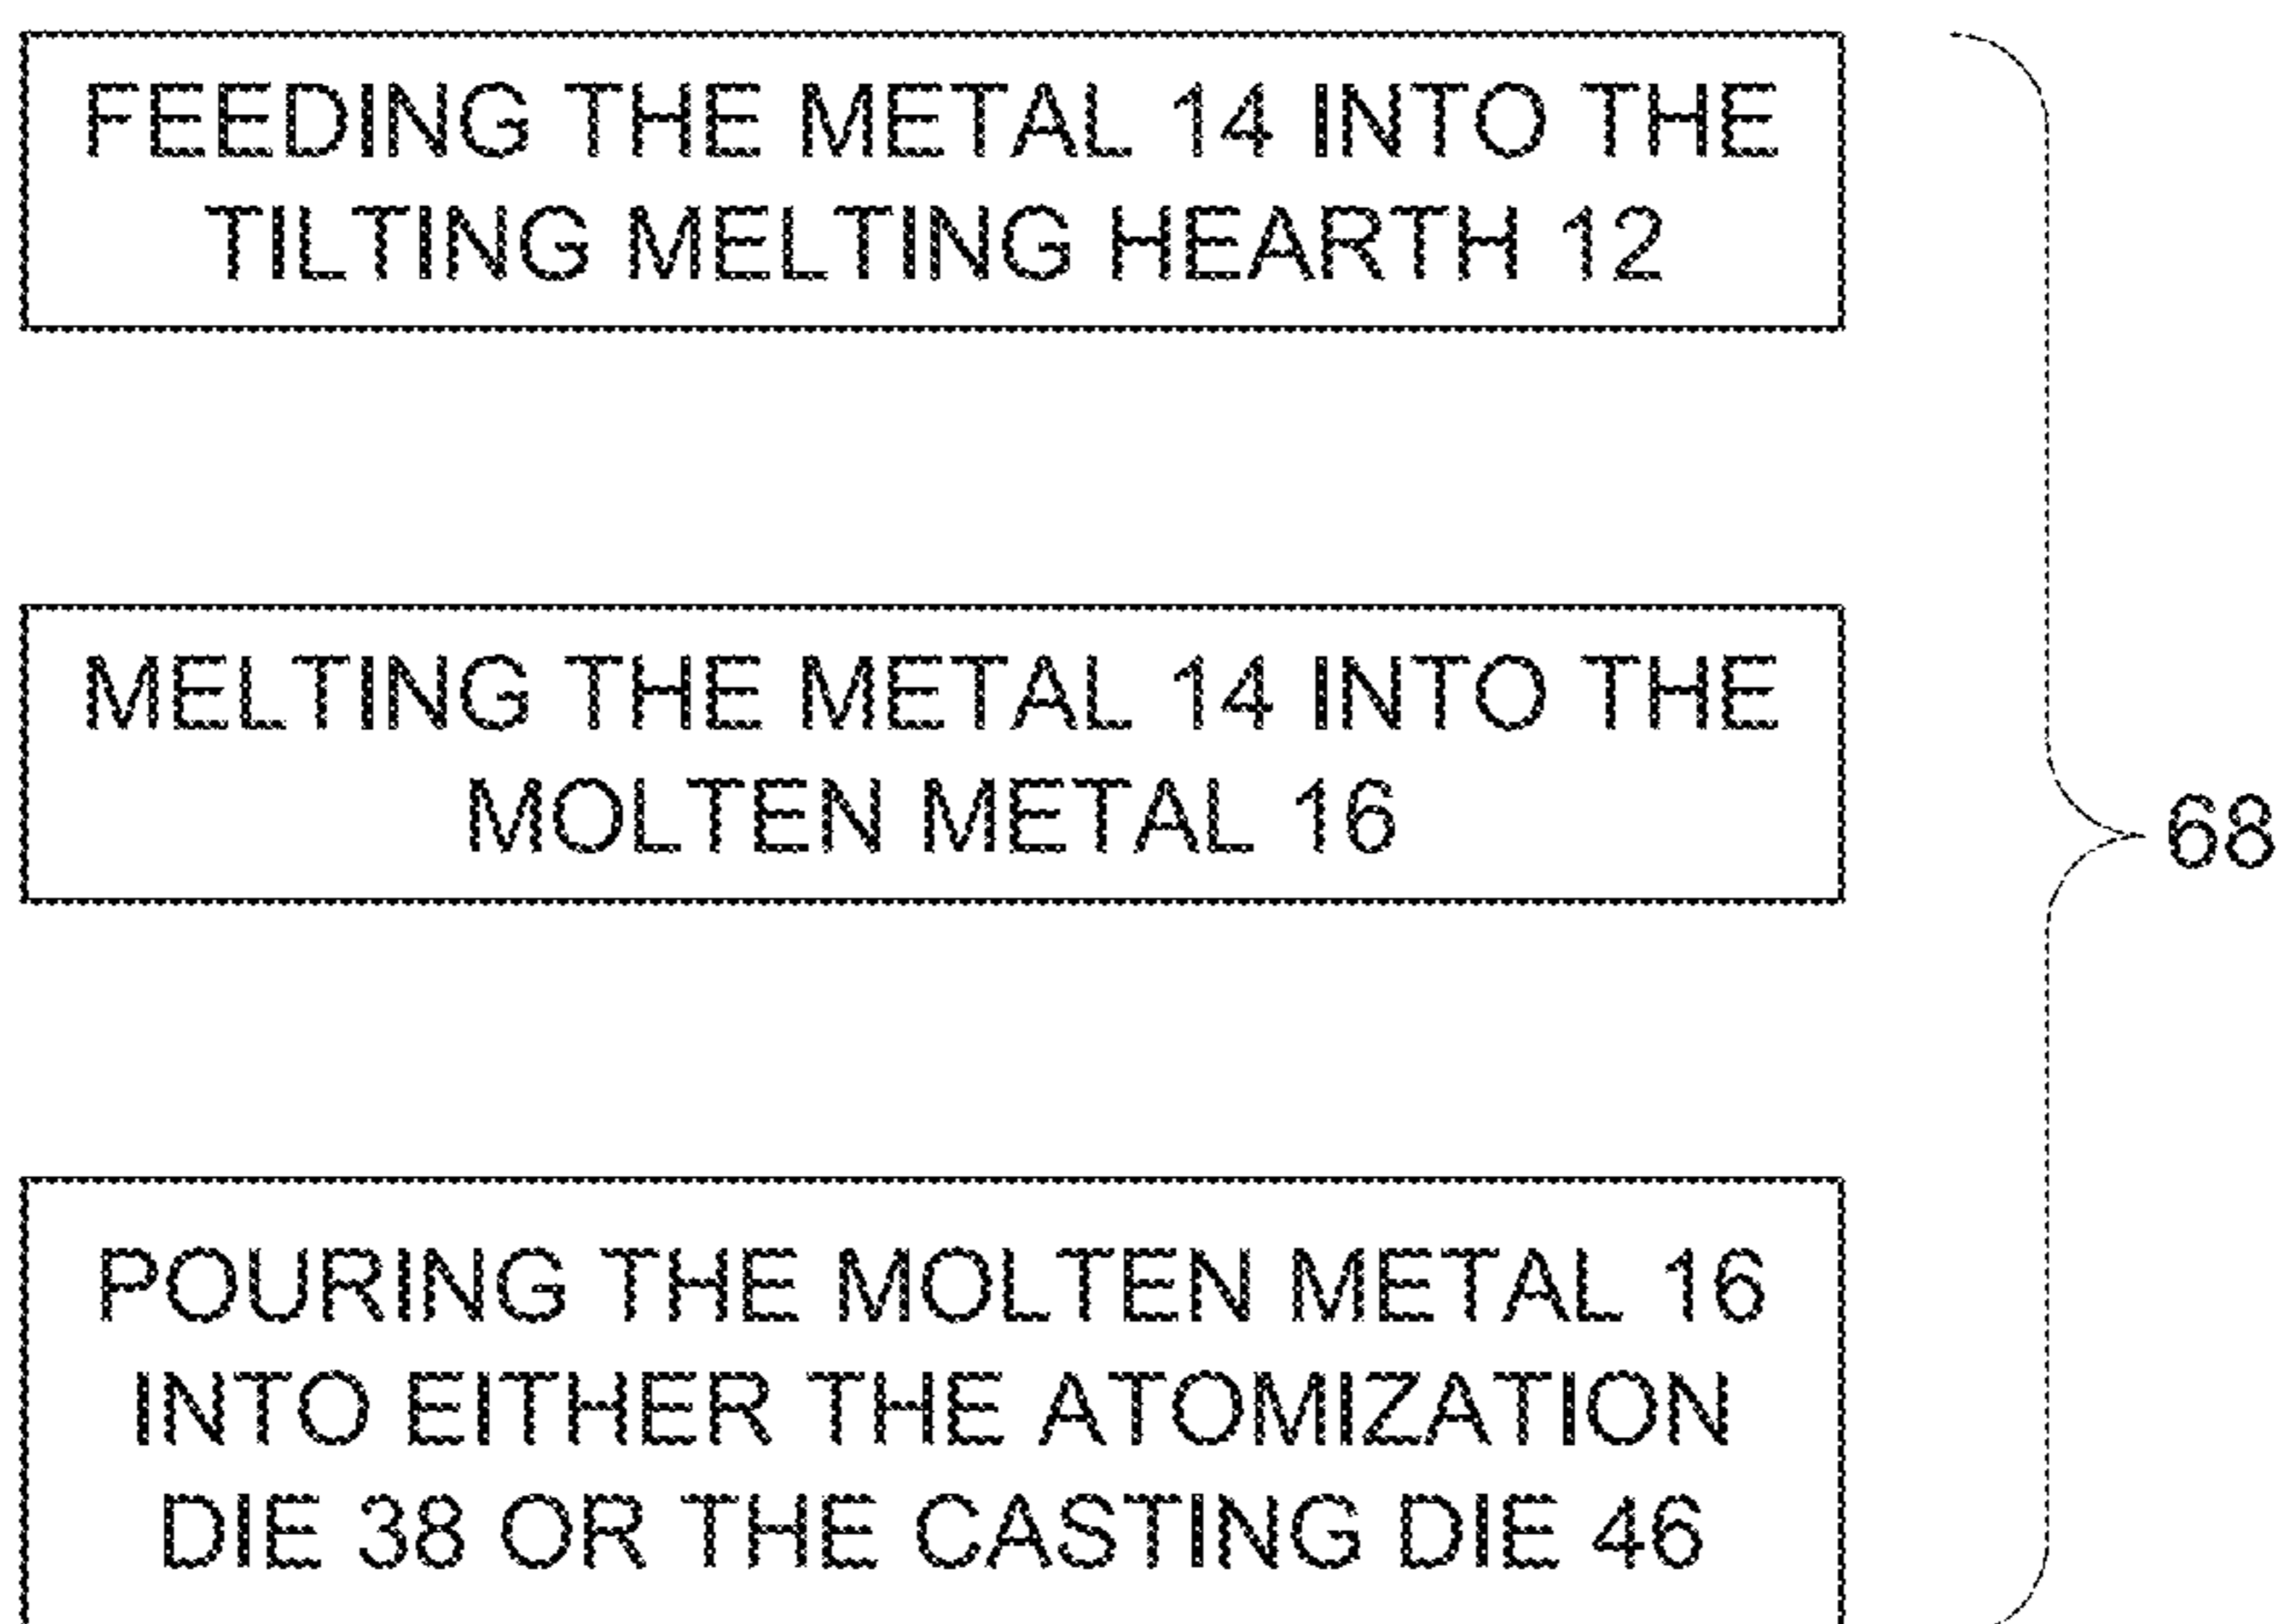 FEEDING THE METAL 14 INTO THE
TILTING MELTING HEARTH 12
MELTING THE METAL 14 INTO THE
MOLTEN METAL 16
68
POURING THE MOLTEN METAL 16
INTO EITHER THE ATOMIZATION
DIE 38 OR THE CASTING DIE 46